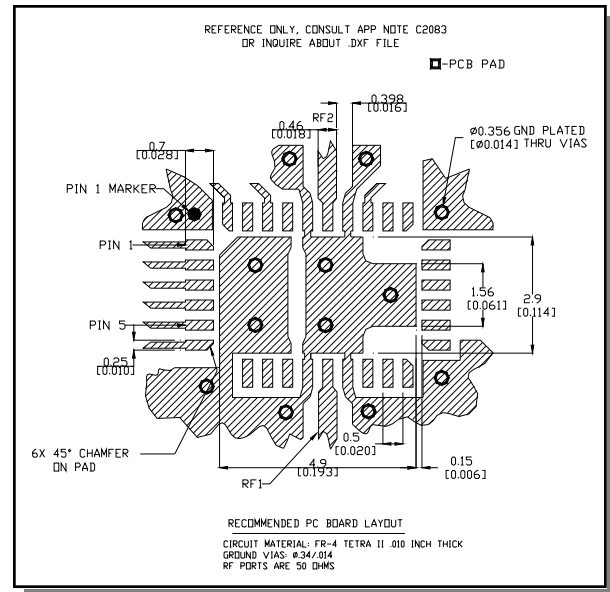 REFERENCE ONLY, CONSULT APP NOTE C2083
OR INQUIRE ABOUT .DXF FILE
-PCB PAD
0.398
[0.016]
0.46
[0.018]
RF2
Ø0.356 GND PLATED
[Ø0.014] THRU VIAS
0.7
[0.028]
PIN 1 MARKER
PIN 1
1.56
[0.061]
2.9
[0.114]
PIN 5
0.25
[0.010]
6X 45° CHAMFER
ON PAD
0.5
[0.020]
4.9
[0.193]
0.15
[0.006]
RF1
RECOMMENDED PC BOARD LAYOUT
CIRCUIT MATERIAL: FR-4 TETRA II .010 INCH THICK
GROUND VIAS: Ø.34/.014
RF PORTS ARE 50 OHMS